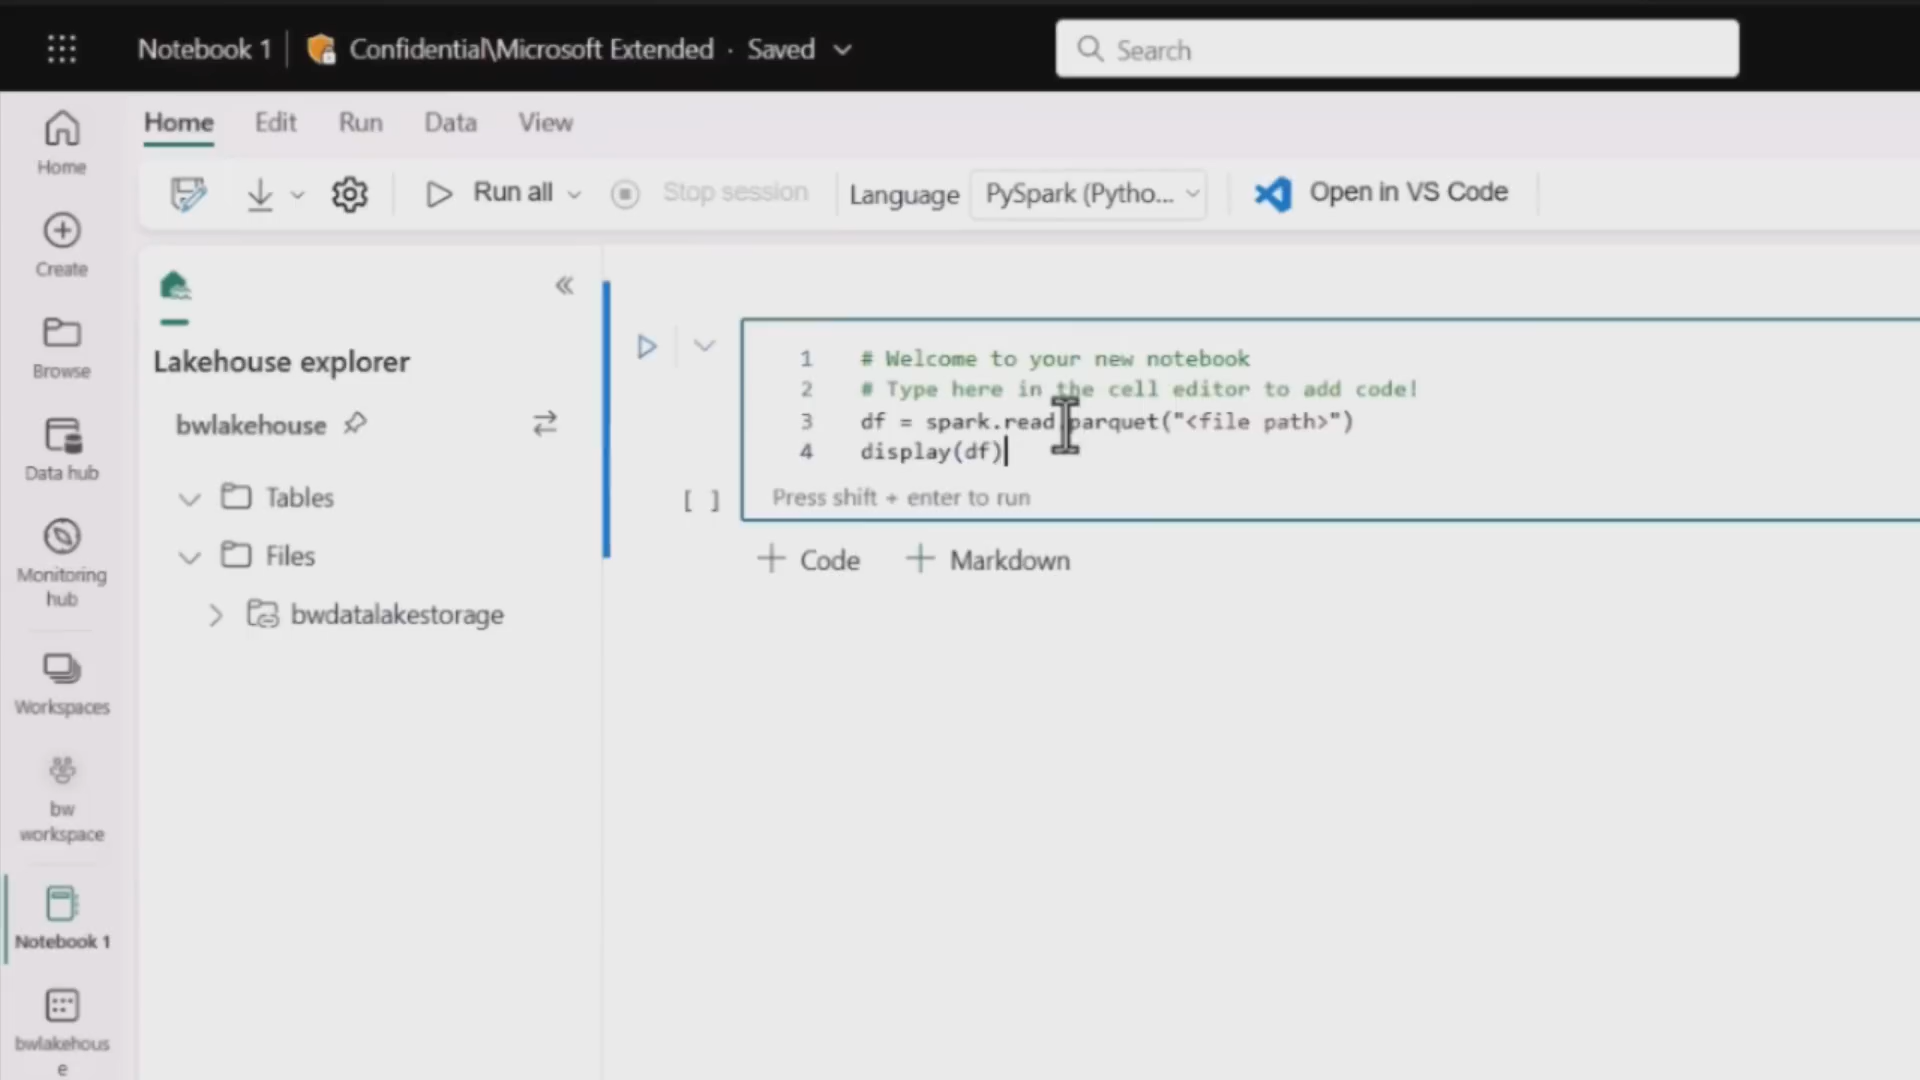 Notebook 1
Confidential\Microsoft Extended · Saved
Search
Home
Edit
Run
Data
View
Run all
Stop session
Language
PySpark (Pytho...
Open in VS Code
Home
Create
Browse
Data hub
Monitoring
hub
Workspaces
bw
workspace
Notebook 1
bwlakehous
e
Lakehouse explorer
bwlakehouse
Tables
Files
bwdatalakestorage
1 # Welcome to your new notebook
2 # Type here in the cell editor to add code!
3 df = spark.read.parquet("<file path>")
4 display(df)
[ ] Press shift + enter to run
+ Code
+ Markdown